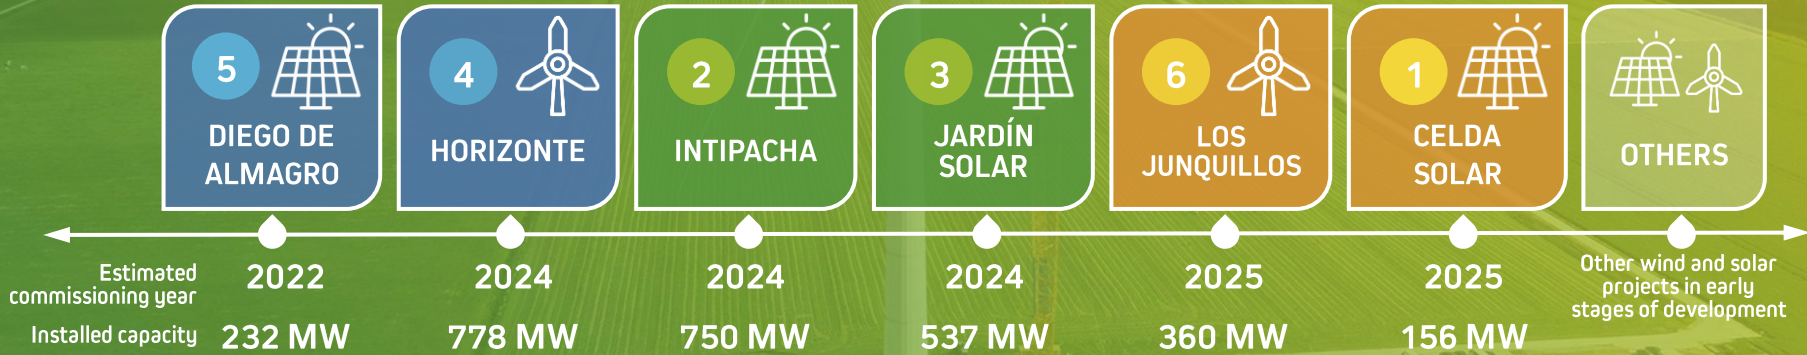 5
DIEGO DE
ALMAGRO
4
HORIZONTE
2
INTIPACHA
3
JARDÍN
SOLAR
6
LOS
JUNQUILLOS
1
CELDA
SOLAR
OTHERS
Estimated
commissioning year
2022
2024
2024
2024
2025
2025
Other wind and solar
projects in early
stages of development
Installed capacity
232 MW
778 MW
750 MW
537 MW
360 MW
156 MW